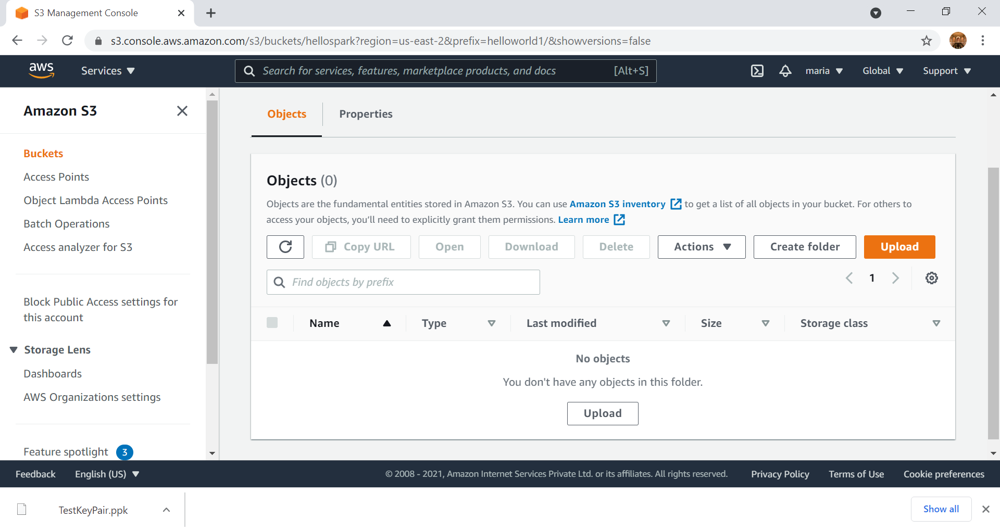 S3 Management Console
s3.console.aws.amazon.com/s3/buckets/hellospark?region=us-east-2&prefix=helloworld1/&showversions=false
aws
Services
Search for services, features, marketplace products, and docs [Alt+S]
maria
Global
Support
Amazon S3
Buckets
Access Points
Object Lambda Access Points
Batch Operations
Access analyzer for S3
Block Public Access settings for
this account
Storage Lens
Dashboards
AWS Organizations settings
Feature spotlight 3
Objects
Properties
Objects (0)
Objects are the fundamental entities stored in Amazon S3. You can use Amazon S3 inventory to get a list of all objects in your bucket. For others to
access your objects, you’ll need to explicitly grant them permissions. Learn more
Copy URL
Open
Download
Delete
Actions
Create folder
Upload
Find objects by prefix
1
Name
Type
Last modified
Size
Storage class
No objects
You don't have any objects in this folder.
Upload
Feedback
English (US)
© 2008 - 2021, Amazon Internet Services Private Ltd. or its affiliates. All rights reserved.
Privacy Policy
Terms of Use
Cookie preferences
TestKeyPair.ppk
Show all